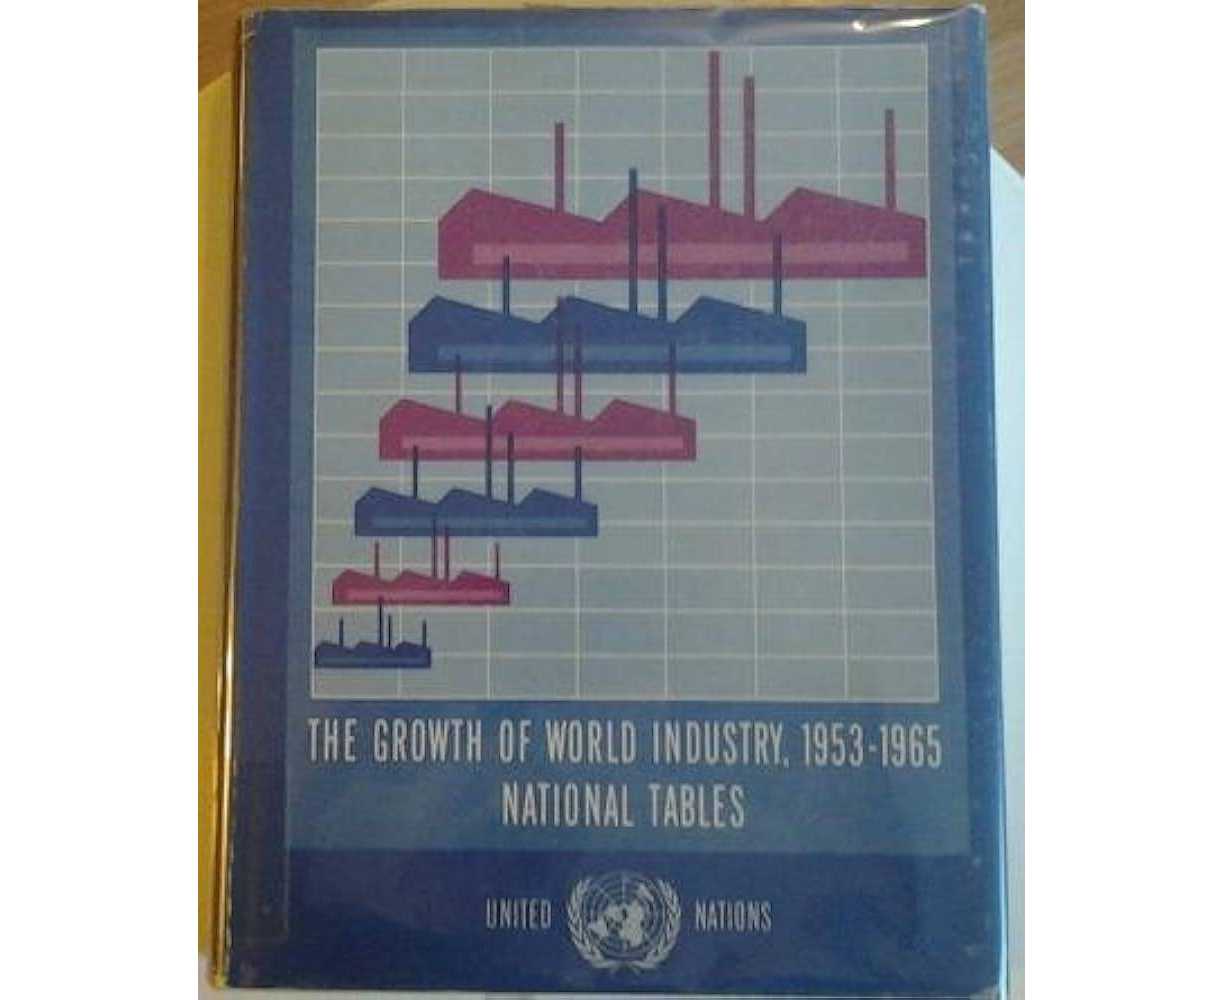 THE GROWTH OF WORLD INDUSTRY, 1953-1965
NATIONAL TABLES
UNITED NATIONS